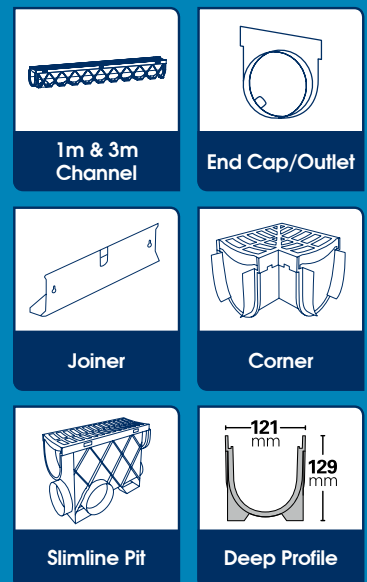 1m & 3m
Channel
End Cap/Outlet
Joiner
Corner
Slimline Pit
121
mm
129
mm
Deep Profile